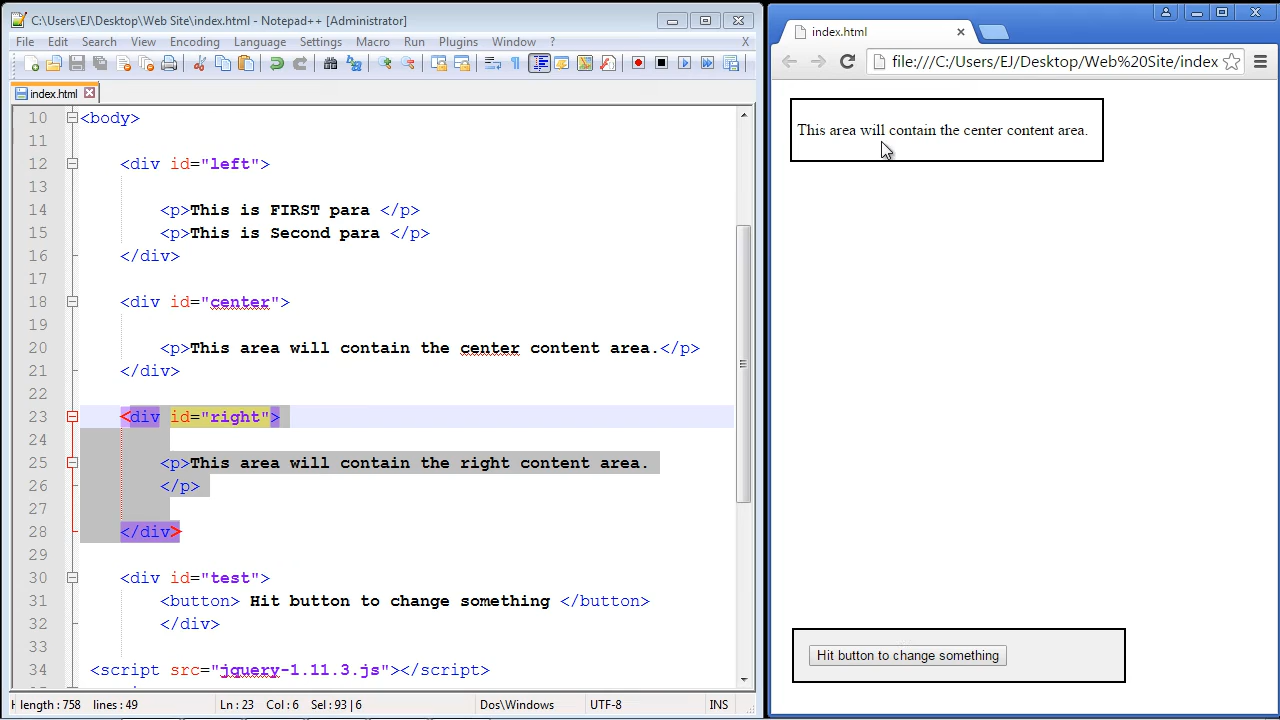 C:\Users\EJ\Desktop\Web Site\index.html - Notepad++ [Administrator]
File Edit Search View Encoding Language Settings Macro Run Plugins Window ? X
index.html
10 <body>
11
12 <div id="left">
13
14 <p>This is FIRST para </p>
15 <p>This is Second para </p>
16 </div>
17
18 <div id="center">
19
20 <p>This area will contain the center content area.</p>
21 </div>
22
23 <div id="right">
24
25 <p>This area will contain the right content area.
26 </p>
27
28 </div>
29
30 <div id="test">
31 <button> Hit button to change something </button>
32 </div>
33
34 <script src="jquery-1.11.3.js"></script>
length : 758 lines : 49 Ln : 23 Col : 6 Sel : 93 | 6 Dos\Windows UTF-8 INS
index.html
file:///C:/Users/EJ/Desktop/Web%20Site/index
This area will contain the center content area.
Hit button to change something